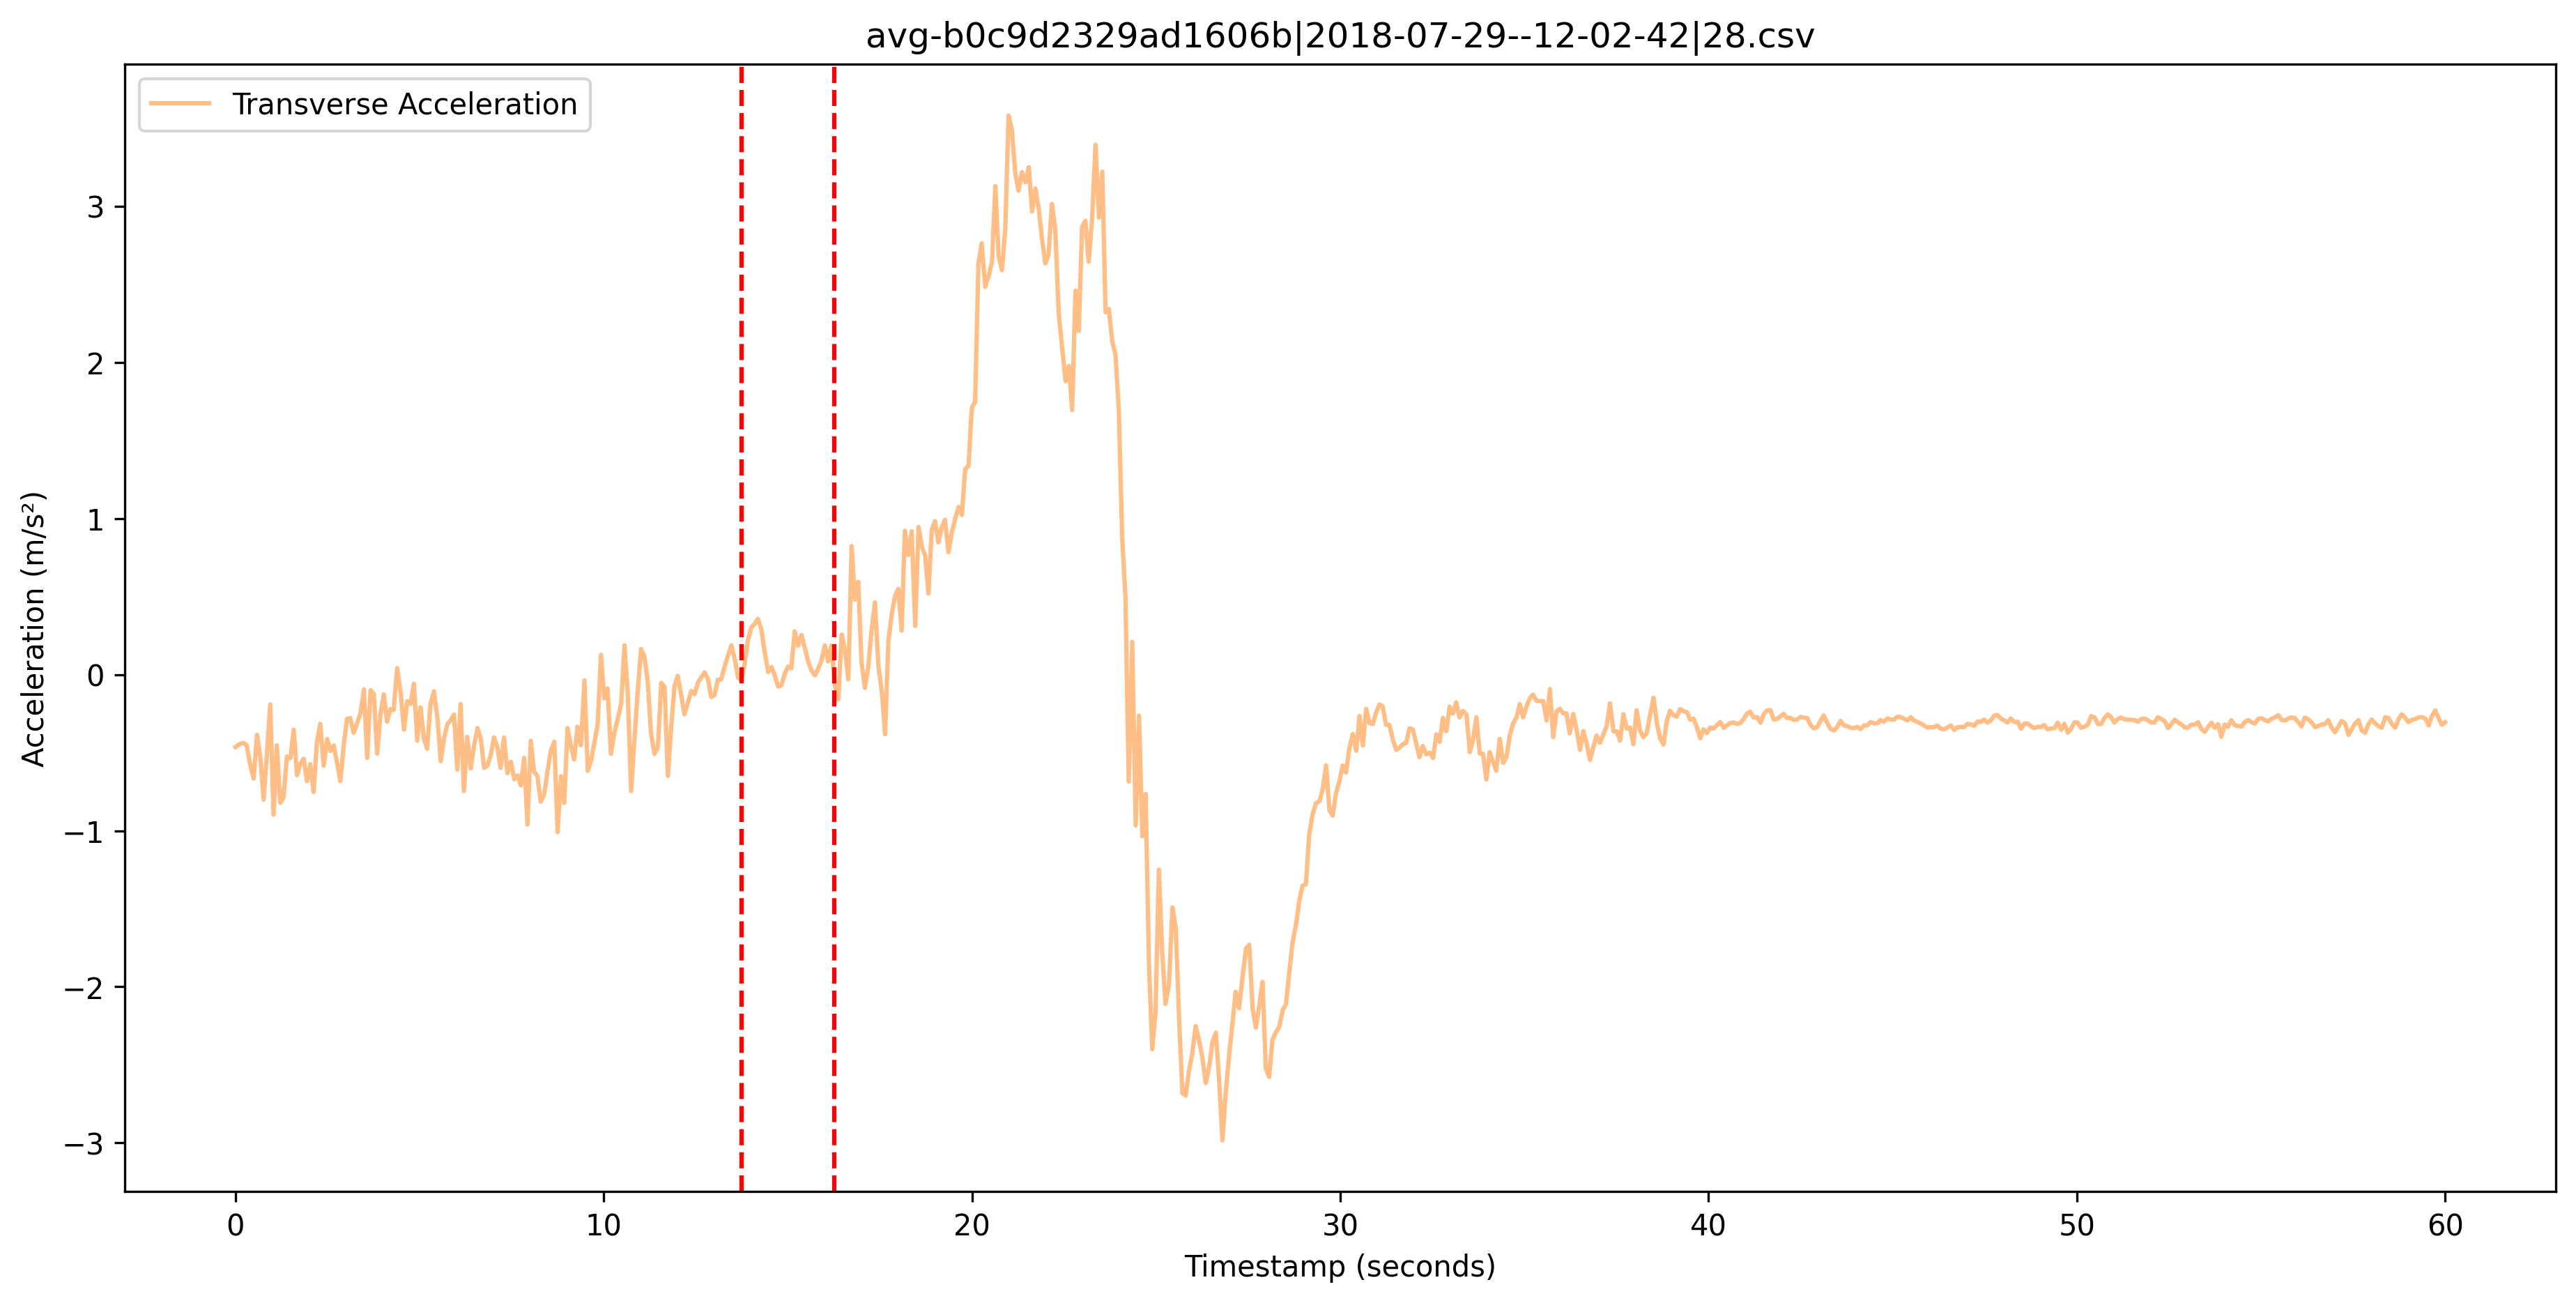 avg-b0c9d2329ad1606b|2018-07-29--12-02-42|28.csv
Transverse Acceleration
Acceleration (m/s²)
3
2
1
0
−1
−2
−3
0 10 20 30 40 50 60
Timestamp (seconds)